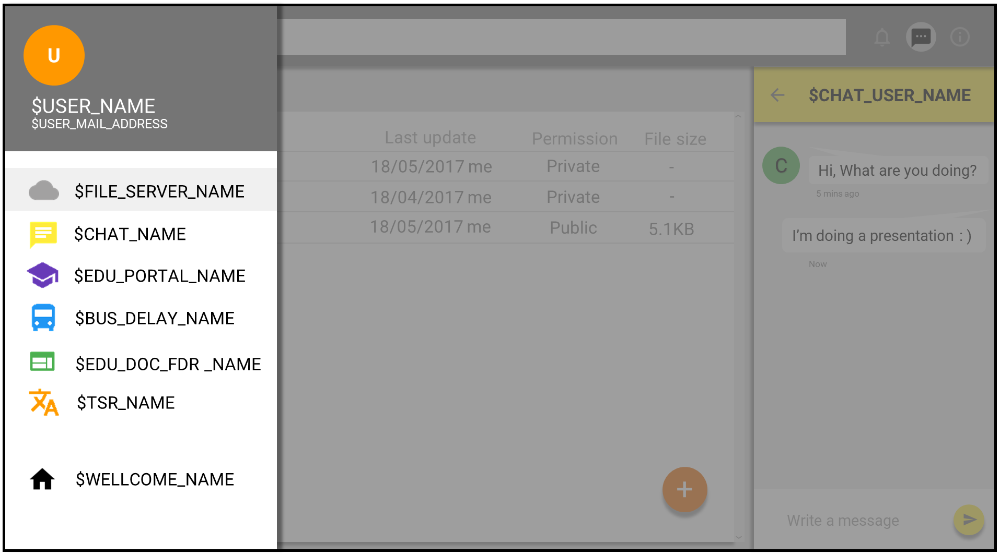 U
$USER_NAME
$USER_MAIL_ADDRESS
$FILE_SERVER_NAME
$CHAT_NAME
$EDU_PORTAL_NAME
$BUS_DELAY_NAME
$EDU_DOC_FDR _NAME
$TSR_NAME
$WELLCOME_NAME
Last update Permission File size
18/05/2017 me Private -
18/04/2017 me Private -
18/05/2017 me Public 5.1KB
+
$CHAT_USER_NAME
C
Hi, What are you doing?
5 mins ago
I'm doing a presentation : )
Now
Write a message